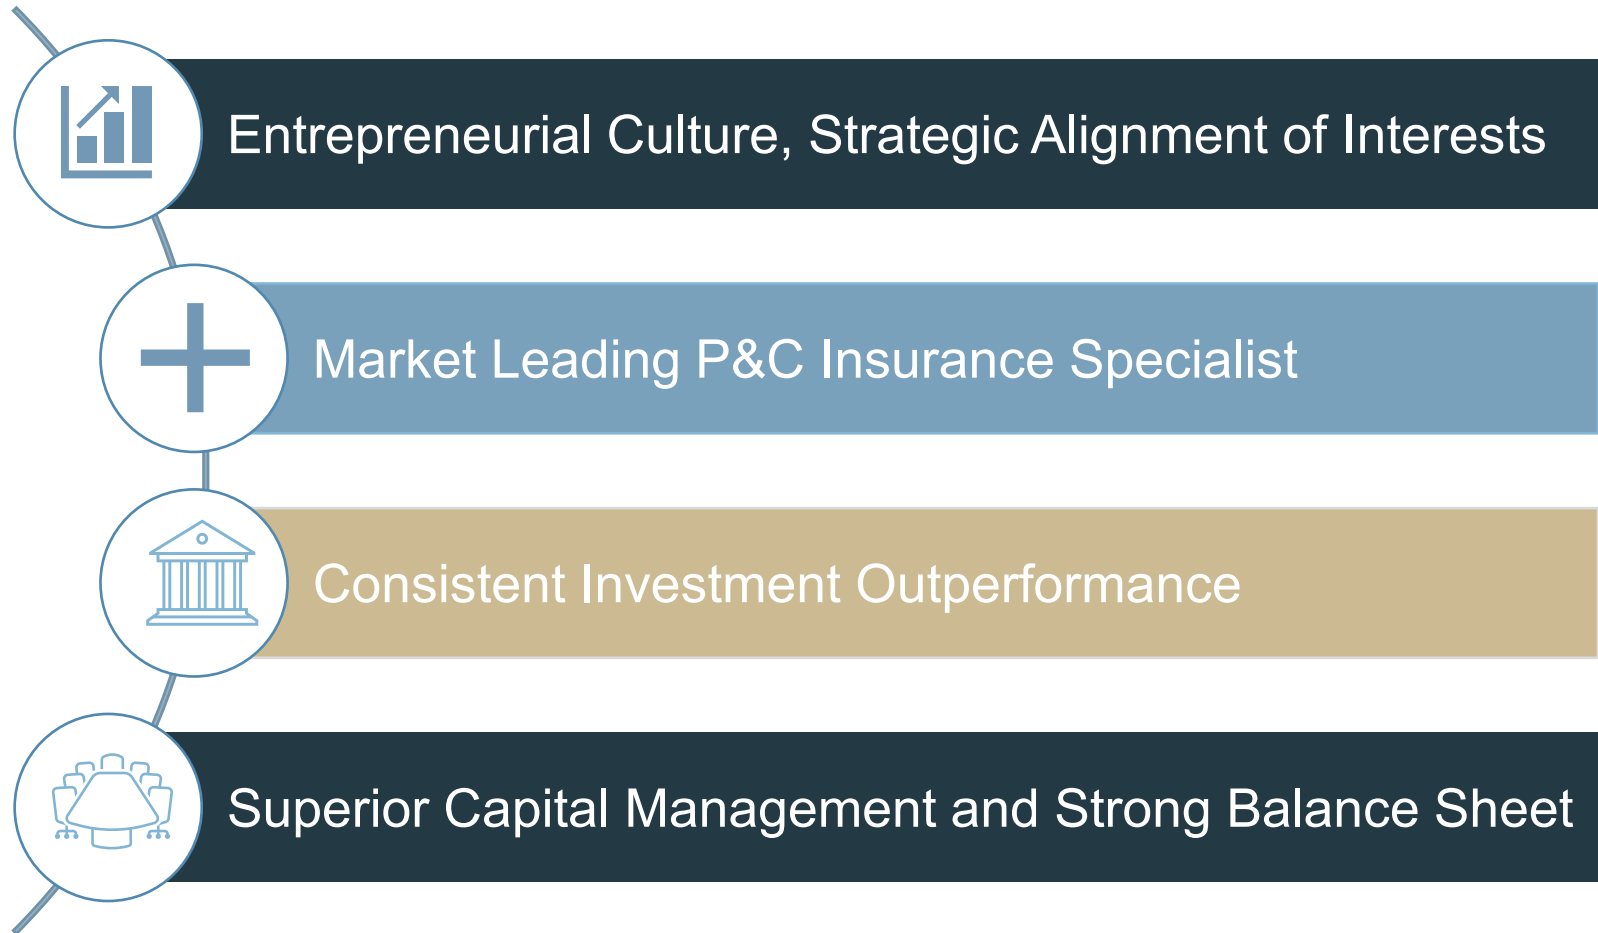 Entrepreneurial Culture, Strategic Alignment of Interests
Market Leading P&C Insurance Specialist
Consistent Investment Outperformance
Superior Capital Management and Strong Balance Sheet